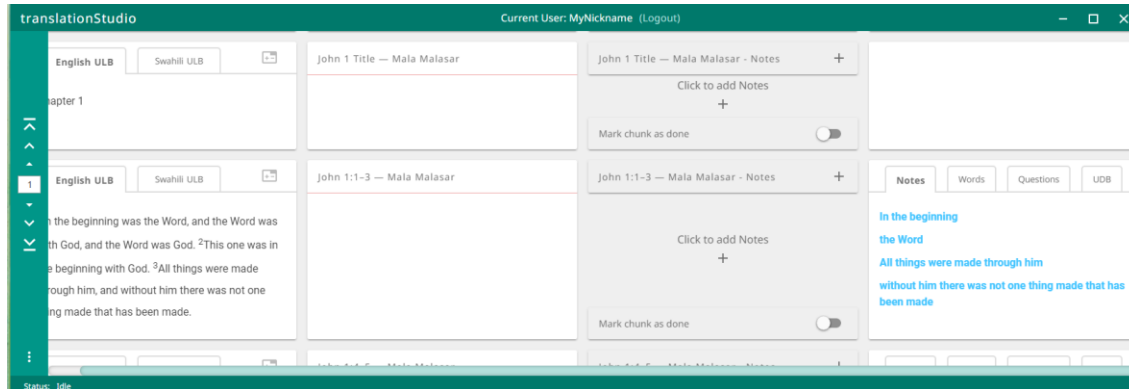 translationStudio
Current User: MyNickname (Logout)
English ULB
Swahili ULB
John 1 Title — Mala Malasar
John 1 Title — Mala Malasar - Notes
+
hapter 1
Click to add Notes
+
Mark chunk as done
1
English ULB
Swahili ULB
John 1:1–3 — Mala Malasar
John 1:1–3 — Mala Malasar - Notes
+
Notes
Words
Questions
UDB
the beginning was the Word, and the Word was
th God, and the Word was God. ²This one was in
e beginning with God. ³All things were made
rough him, and without him there was not one
ing made that has been made.
Click to add Notes
+
Mark chunk as done
In the beginning
the Word
All things were made through him
without him there was not one thing made that has
been made
Status: Idle